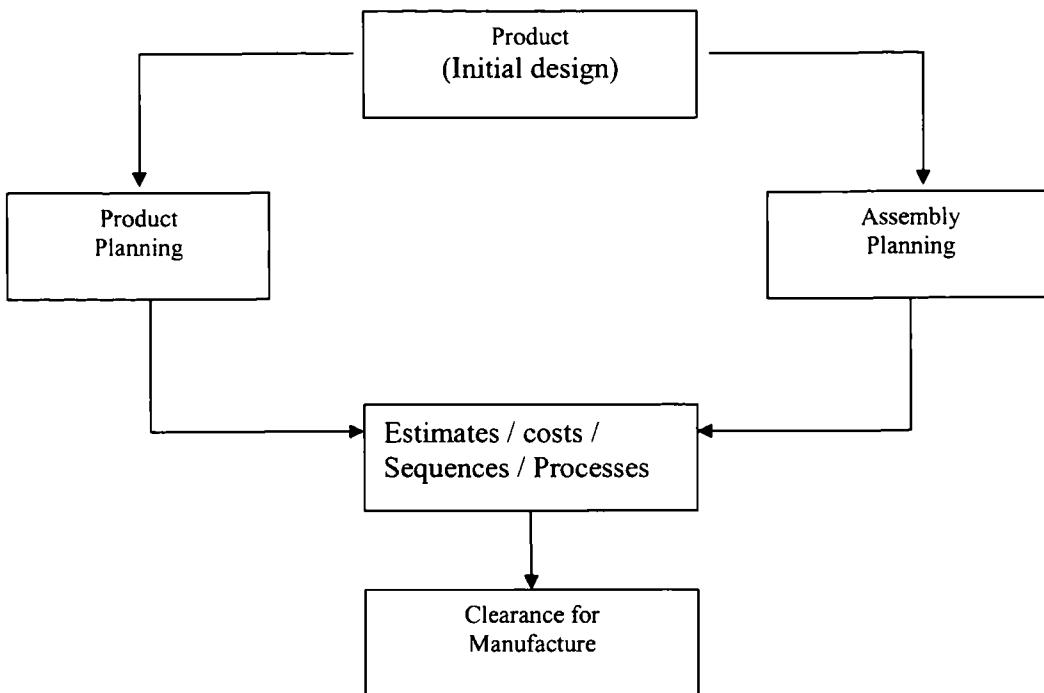 Product
(Initial design)
Product
Planning
Assembly
Planning
Estimates / costs /
Sequences / Processes
Clearance for
Manufacture